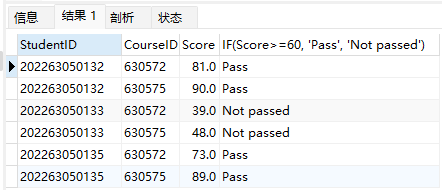 信息 结果 1 剖析 状态
StudentID CourseID Score IF(Score>=60, 'Pass', 'Not passed')
202263050132 630572 81.0 Pass
202263050132 630575 90.0 Pass
202263050133 630572 39.0 Not passed
202263050133 630575 48.0 Not passed
202263050135 630572 73.0 Pass
202263050135 630575 89.0 Pass